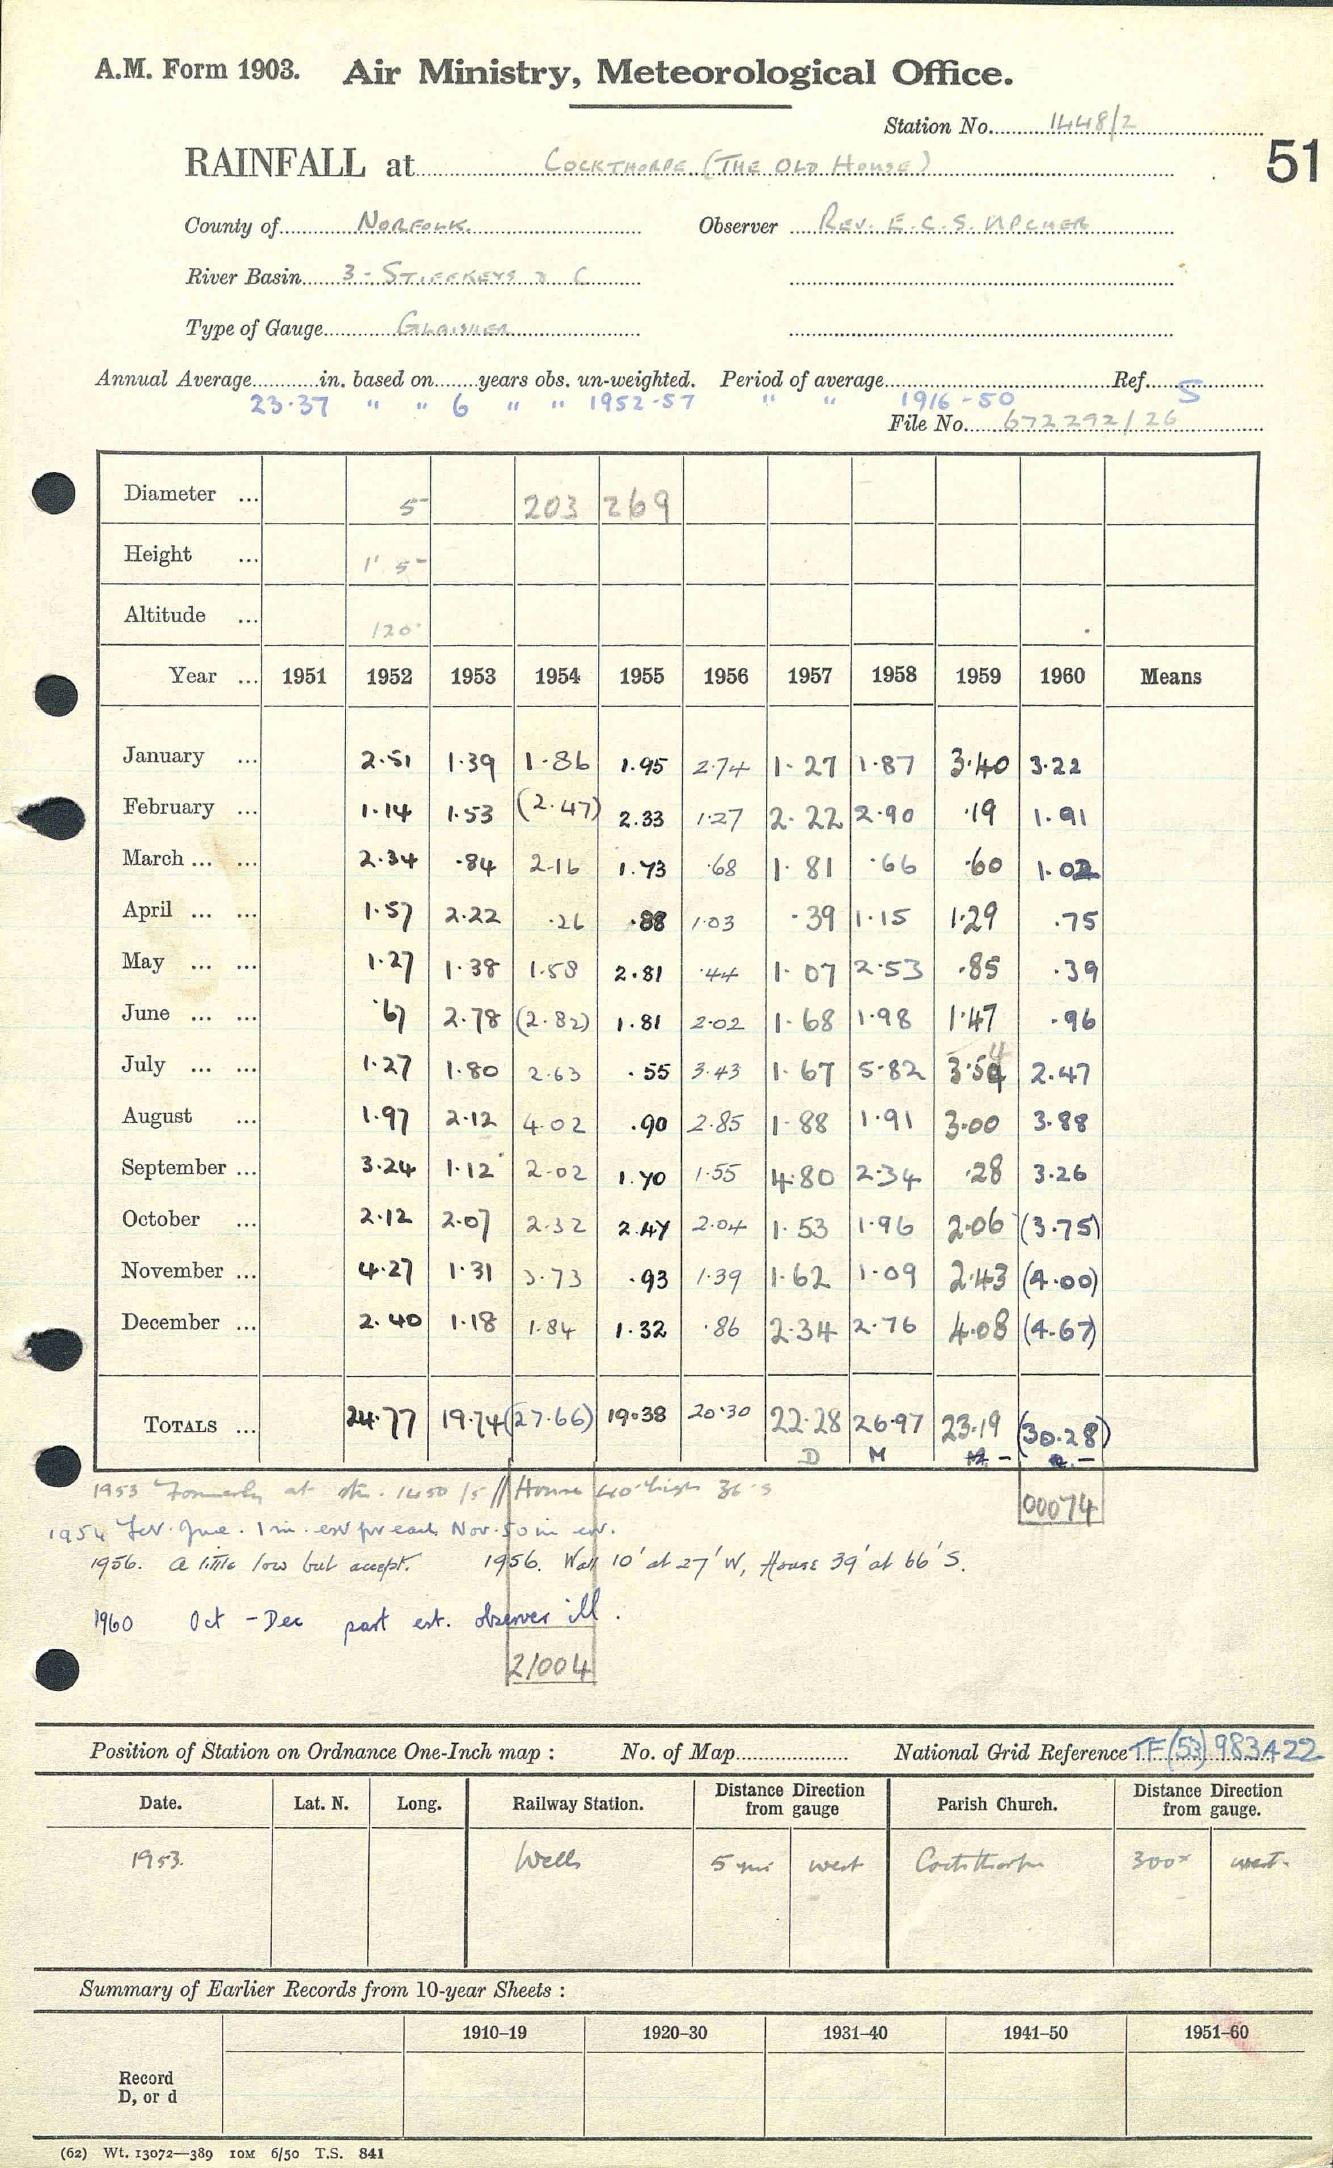 A.M. Form 1903. Air Ministry, Meteorological Office.
Station No. 1448/2
RAINFALL at COCKTHORPE (THE OLD HOUSE)
51
County of NORFOLK. Observer REV. E.C.S. UPCHER
River Basin 3 - STIFFKEY & C
Type of Gauge GLAISHER
Annual Average in. based on years obs. un-weighted. Period of average Ref. S
23.37 " " 6 " " 1952-57 " " 1916-50
File No. 672292/26
Diameter ... 5 203 269
Height ... 1' 5
Altitude ... 120
Year ... 1951 1952 1953 1954 1955 1956 1957 1958 1959 1960 Means
January ... 2.51 1.39 1.86 1.95 2.74 1.27 1.87 3.40 3.22
February ... 1.14 1.53 (2.47) 2.33 1.27 2.22 2.90 .19 1.91
March ... ... 2.34 .84 2.16 1.73 .68 1.81 .66 .60 1.02
April ... ... 1.57 2.22 .26 .88 1.03 .39 1.15 1.29 .75
May ... ... 1.27 1.38 1.58 2.81 .44 1.07 2.53 .85 .39
June ... ... .67 2.78 (2.82) 1.81 2.02 1.68 1.98 1.47 .96
July ... ... 1.27 1.80 2.63 .55 3.43 1.67 5.82 3.54 2.47
August ... 1.97 2.12 4.02 .90 2.85 1.88 1.91 3.00 3.88
September ... 3.24 1.12 2.02 1.70 1.55 4.80 2.34 .28 3.26
October ... 2.12 2.07 2.32 2.47 2.04 1.53 1.96 2.06 (3.75)
November ... 4.27 1.31 3.73 .93 1.39 1.62 1.09 2.43 (4.00)
December ... 2.40 1.18 1.84 1.32 .86 2.34 2.76 4.08 (4.67)
TOTALS ... 24.77 19.74 (27.66) 19.38 20.30 22.28 26.97 23.19 (30.28)
D M
1953 Formerly at stn. 1450/5 // House 40' high 36' S
00074
1954 Feb. June. 1 in. est for each, Nov. .50 in est.
1956. A little low but accept. 1956. Wall 10' at 27' W, House 39' at 66' S.
1960 Oct - Dec part est. observer ill.
21004
Position of Station on Ordnance One-Inch map : No. of Map National Grid Reference TF (53) 983422
Date. Lat. N. Long. Railway Station. Distance from gauge Direction Parish Church. Distance from gauge. Direction
1953. Wells 5 mi west Cockthorpe 300x west.
Summary of Earlier Records from 10-year Sheets :
1910–19 1920–30 1931–40 1941–50 1951–60
Record
D, or d
(62) Wt. 13072—389 10M 6/50 T.S. 841